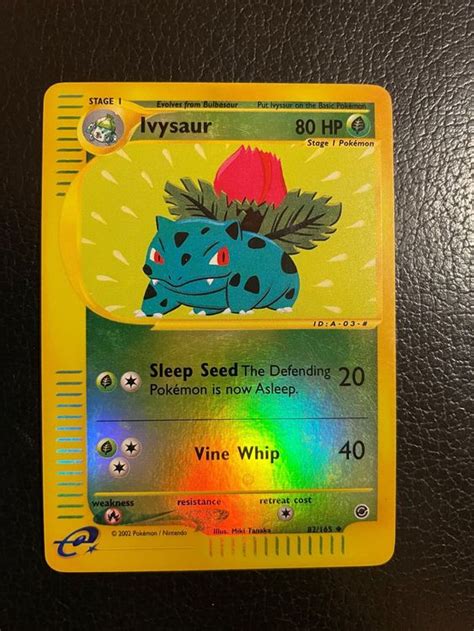 STAGE 1 Evolves from Bulbasaur Put Ivysaur on the Basic Pokémon
Ivysaur 80 HP
Stage 1 Pokémon
ID:A-03-#
Sleep Seed The Defending Pokémon is now Asleep. 20
Vine Whip 40
weakness resistance retreat cost
© 2002 Pokémon / Nintendo Illus. Miki Tanaka 82/165